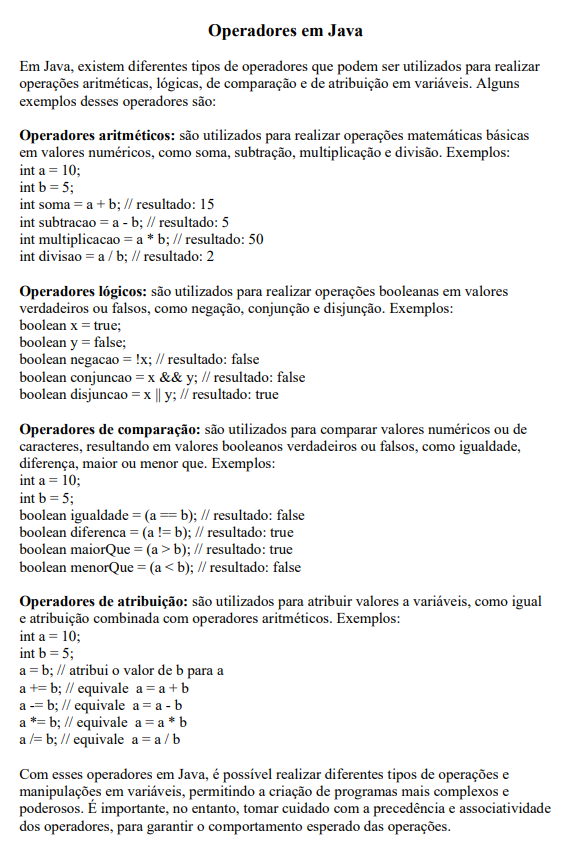 Operadores em Java
Em Java, existem diferentes tipos de operadores que podem ser utilizados para realizar
operações aritméticas, lógicas, de comparação e de atribuição em variáveis. Alguns
exemplos desses operadores são:
Operadores aritméticos: são utilizados para realizar operações matemáticas básicas
em valores numéricos, como soma, subtração, multiplicação e divisão. Exemplos:
int a = 10;
int b = 5;
int soma = a + b; // resultado: 15
int subtracao = a - b; // resultado: 5
int multiplicacao = a * b; // resultado: 50
int divisao = a / b; // resultado: 2
Operadores lógicos: são utilizados para realizar operações booleanas em valores
verdadeiros ou falsos, como negação, conjunção e disjunção. Exemplos:
boolean x = true;
boolean y = false;
boolean negacao = !x; // resultado: false
boolean conjuncao = x && y; // resultado: false
boolean disjuncao = x || y; // resultado: true
Operadores de comparação: são utilizados para comparar valores numéricos ou de
caracteres, resultando em valores booleanos verdadeiros ou falsos, como igualdade,
diferença, maior ou menor que. Exemplos:
int a = 10;
int b = 5;
boolean igualdade = (a == b); // resultado: false
boolean diferenca = (a != b); // resultado: true
boolean maiorQue = (a > b); // resultado: true
boolean menorQue = (a < b); // resultado: false
Operadores de atribuição: são utilizados para atribuir valores a variáveis, como igual
e atribuição combinada com operadores aritméticos. Exemplos:
int a = 10;
int b = 5;
a = b; // atribui o valor de b para a
a += b; // equivale  a = a + b
a -= b; // equivale  a = a - b
a *= b; // equivale  a = a * b
a /= b; // equivale  a = a / b
Com esses operadores em Java, é possível realizar diferentes tipos de operações e
manipulações em variáveis, permitindo a criação de programas mais complexos e
poderosos. É importante, no entanto, tomar cuidado com a precedência e associatividade
dos operadores, para garantir o comportamento esperado das operações.